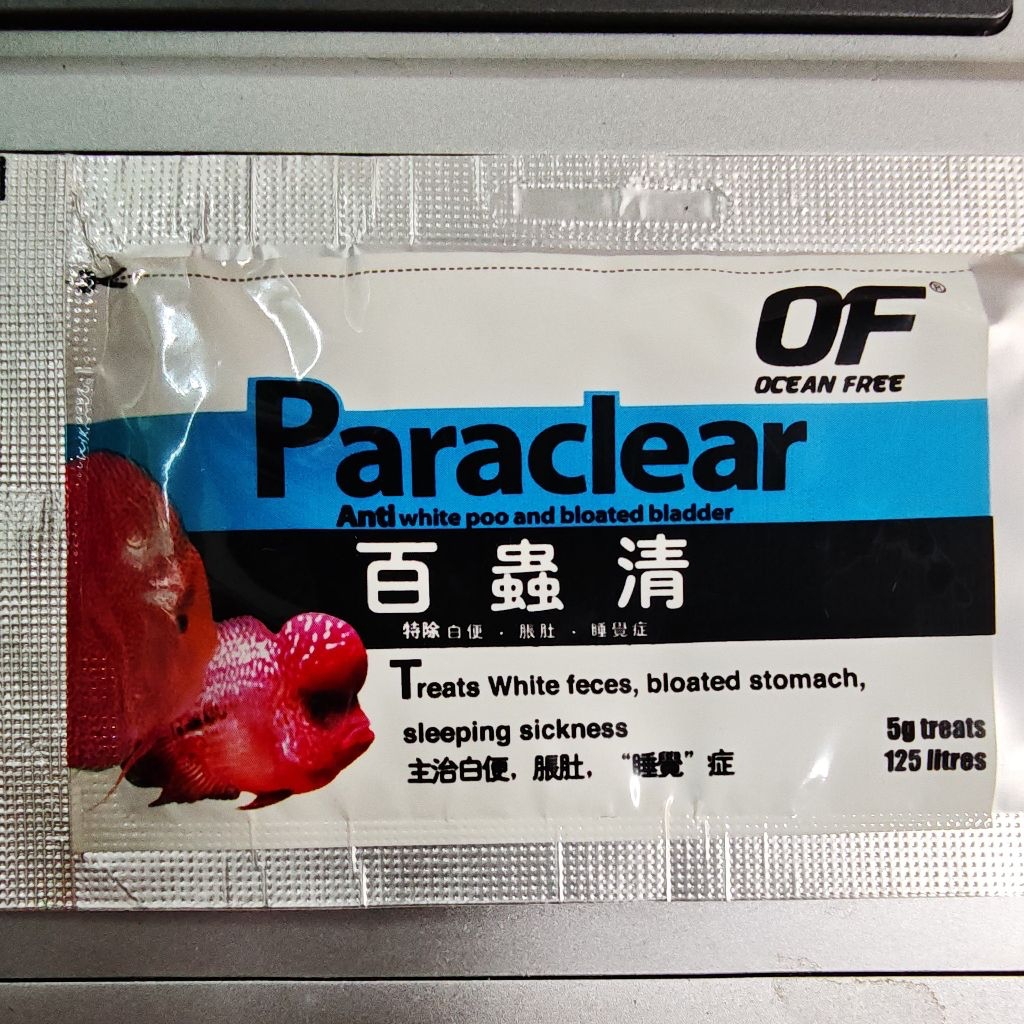 OF®
OCEAN FREE
Paraclear
Anti white poo and bloated bladder
百蟲清
特除白便．脹肚．睡覺症
Treats White feces, bloated stomach,
sleeping sickness
主治白便，脹肚，“睡覺”症
5g treats
125 litres